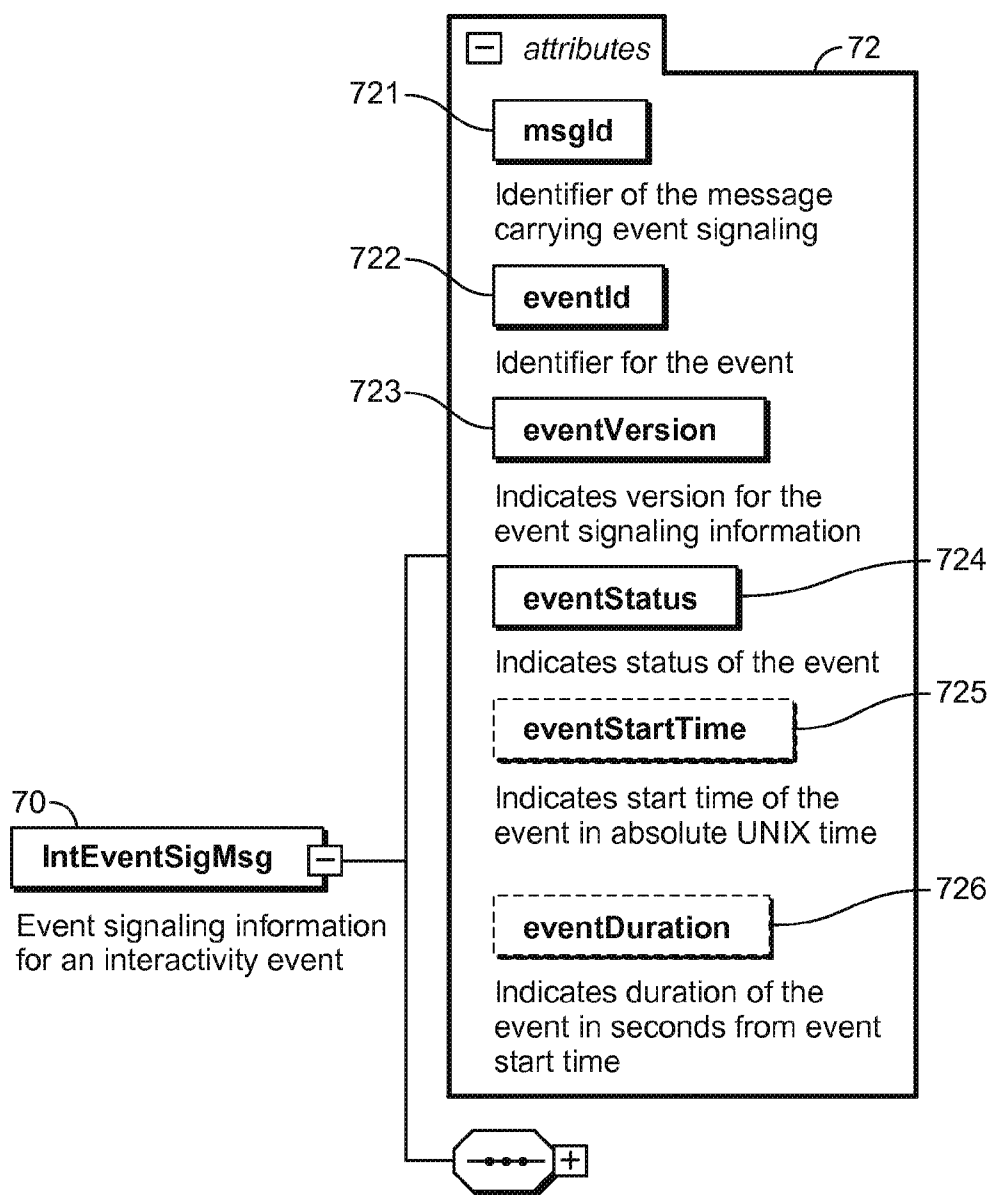 attributes
72
721
msgId
Identifier of the message
carrying event signaling
722
eventId
Identifier for the event
723
eventVersion
Indicates version for the
event signaling information
724
eventStatus
Indicates status of the event
725
eventStartTime
Indicates start time of the
event in absolute UNIX time
70
IntEventSigMsg
Event signaling information
for an interactivity event
726
eventDuration
Indicates duration of the
event in seconds from event
start time